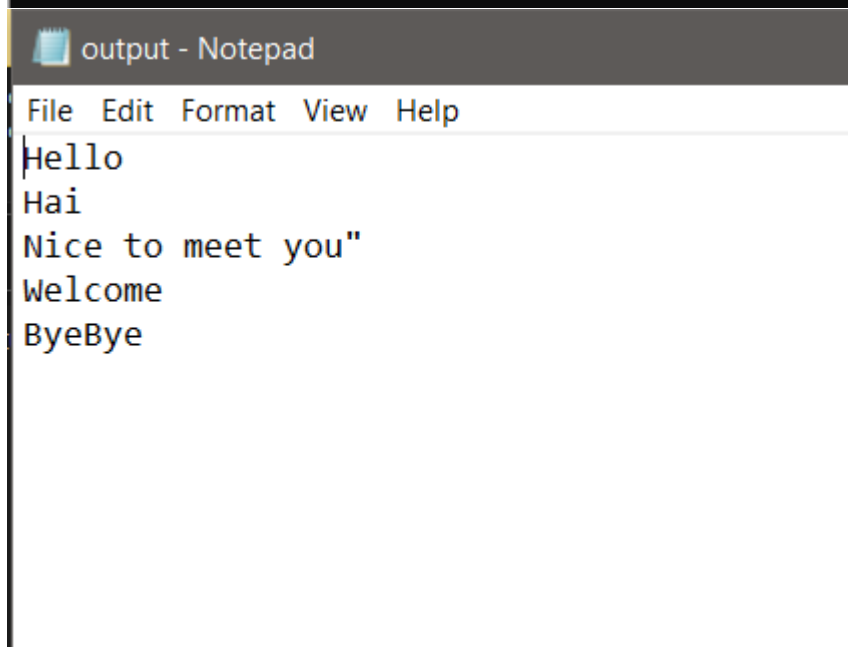 output - Notepad
File Edit Format View Help
Hello
Hai
Nice to meet you"
Welcome
ByeBye